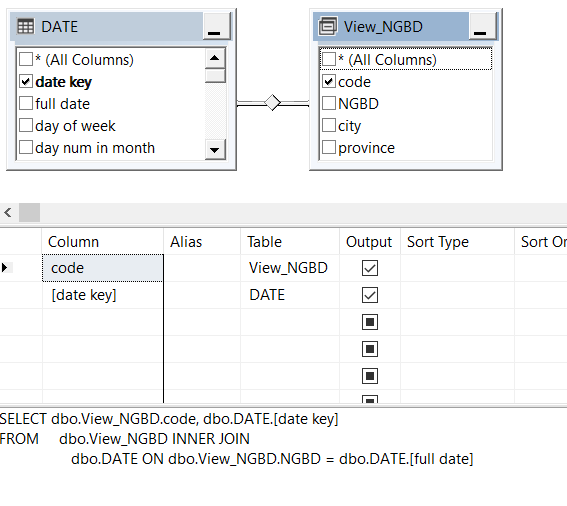 DATE
* (All Columns)
date key
full date
day of week
day num in month
View_NGBD
* (All Columns)
code
NGBD
city
province
Column Alias Table Output Sort Type Sort Or
code View_NGBD
[date key] DATE
SELECT dbo.View_NGBD.code, dbo.DATE.[date key]
FROM dbo.View_NGBD INNER JOIN
dbo.DATE ON dbo.View_NGBD.NGBD = dbo.DATE.[full date]